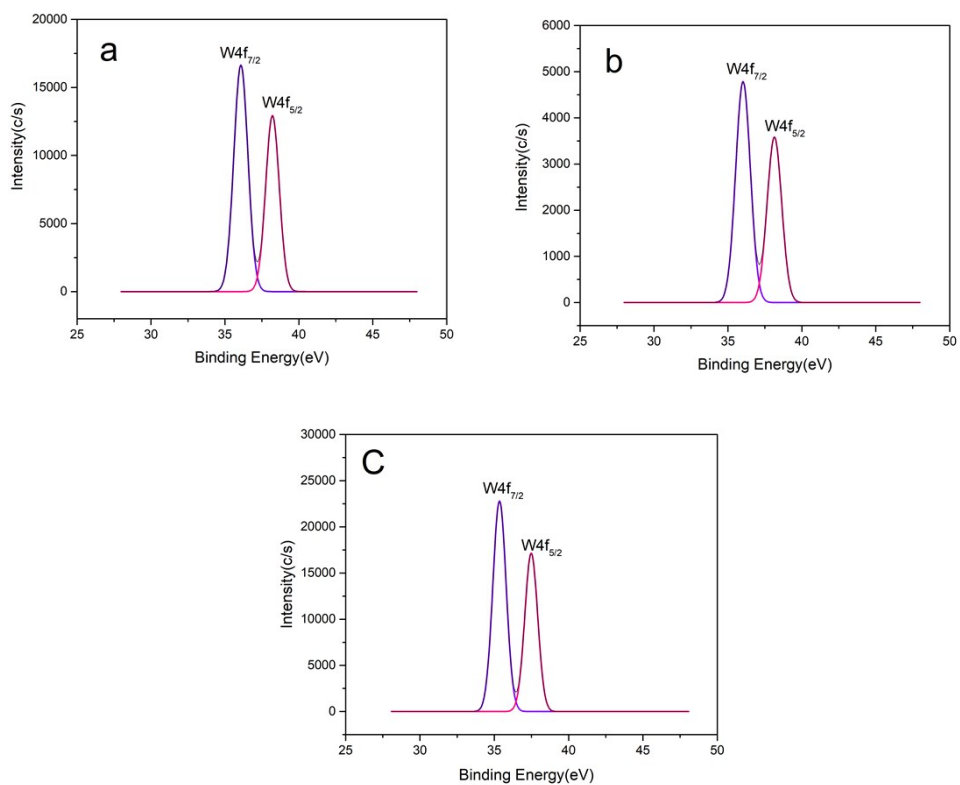 a
W4f7/2
W4f5/2
Intensity(c/s)
20000
15000
10000
5000
0
25 30 35 40 45 50
Binding Energy(eV)
b
W4f7/2
W4f5/2
Intensity(c/s)
6000
5000
4000
3000
2000
1000
0
25 30 35 40 45 50
Binding Energy(eV)
C
W4f7/2
W4f5/2
Intensity(c/s)
30000
25000
20000
15000
10000
5000
0
25 30 35 40 45 50
Binding Energy(eV)